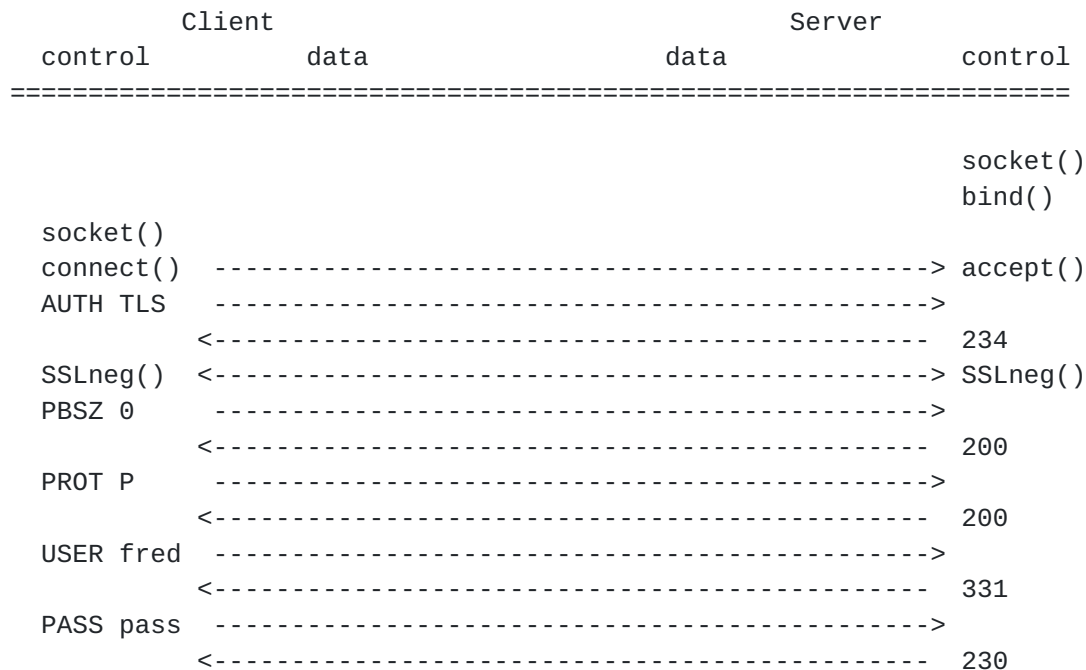 Client Server
control data data control
====================================================================
socket()
bind()
socket()
connect() ----------------------------------------------> accept()
AUTH TLS ----------------------------------------------->
<----------------------------------------------- 234
SSLneg() <----------------------------------------------> SSLneg()
PBSZ 0 ----------------------------------------------->
<----------------------------------------------- 200
PROT P ----------------------------------------------->
<----------------------------------------------- 200
USER fred ----------------------------------------------->
<----------------------------------------------- 331
PASS pass ----------------------------------------------->
<----------------------------------------------- 230